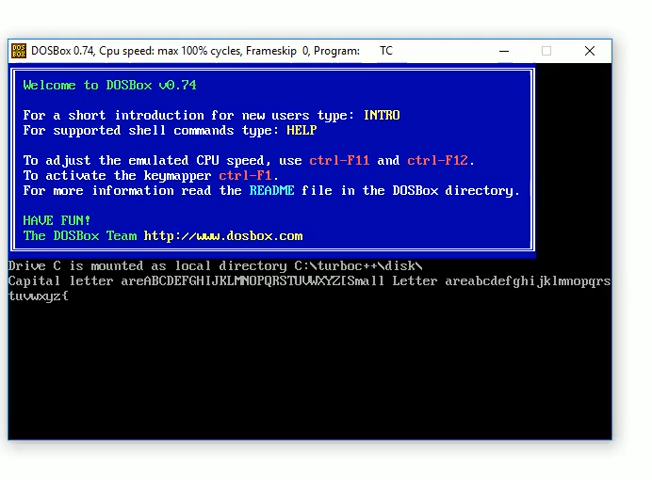 DOSBox 0.74, Cpu speed: max 100% cycles, Frameskip 0, Program: TC
Welcome to DOSBox v0.74
For a short introduction for new users type: INTRO
For supported shell commands type: HELP
To adjust the emulated CPU speed, use ctrl-F11 and ctrl-F12.
To activate the keymapper ctrl-F1.
For more information read the README file in the DOSBox directory.
HAVE FUN!
The DOSBox Team http://www.dosbox.com
Drive C is mounted as local directory C:\turboc++\disk\
Capital letter areABCDEFGHIJKLMNOPQRSTUVWXYZ[Small Letter areabcdefghijklmnopqrs
tuvwxyz{